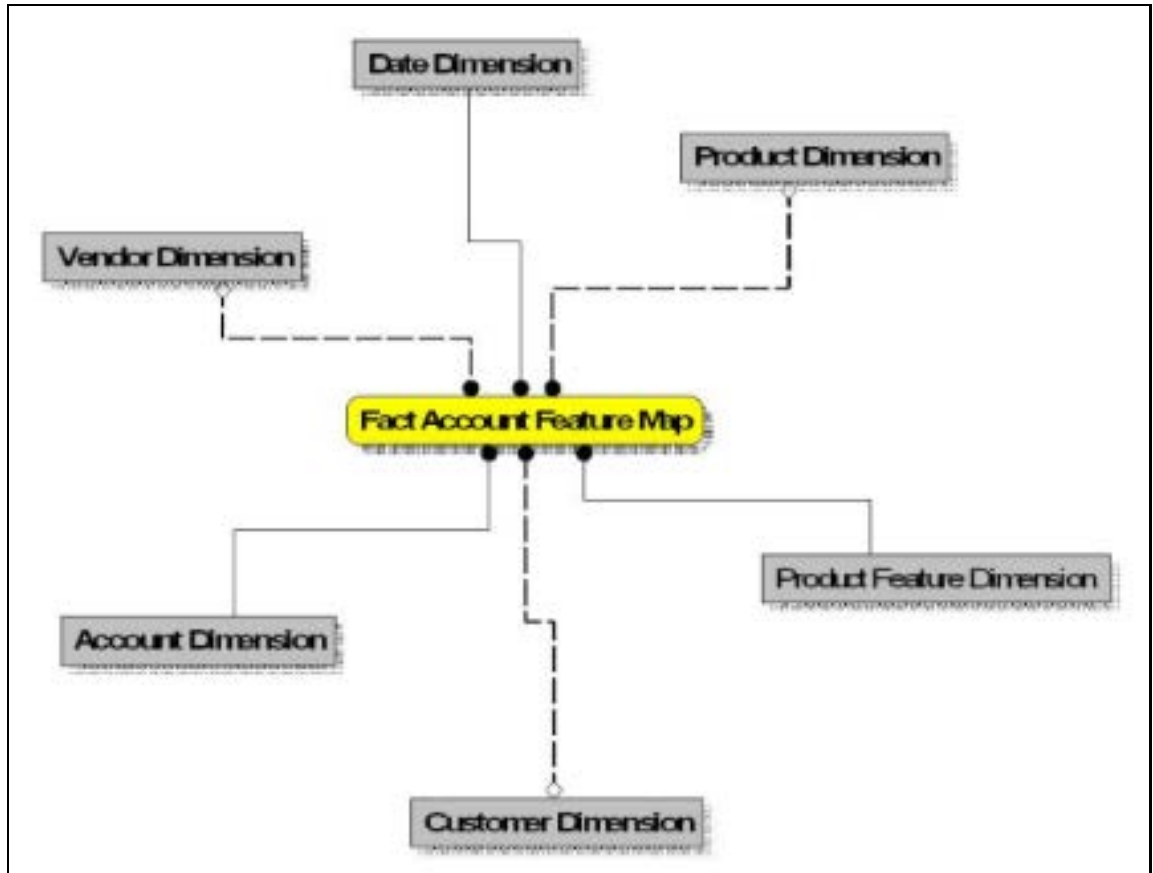 Date Dimension
Product Dimension
Vendor Dimension
Fact Account Feature Map
Product Feature Dimension
Account Dimension
Customer Dimension